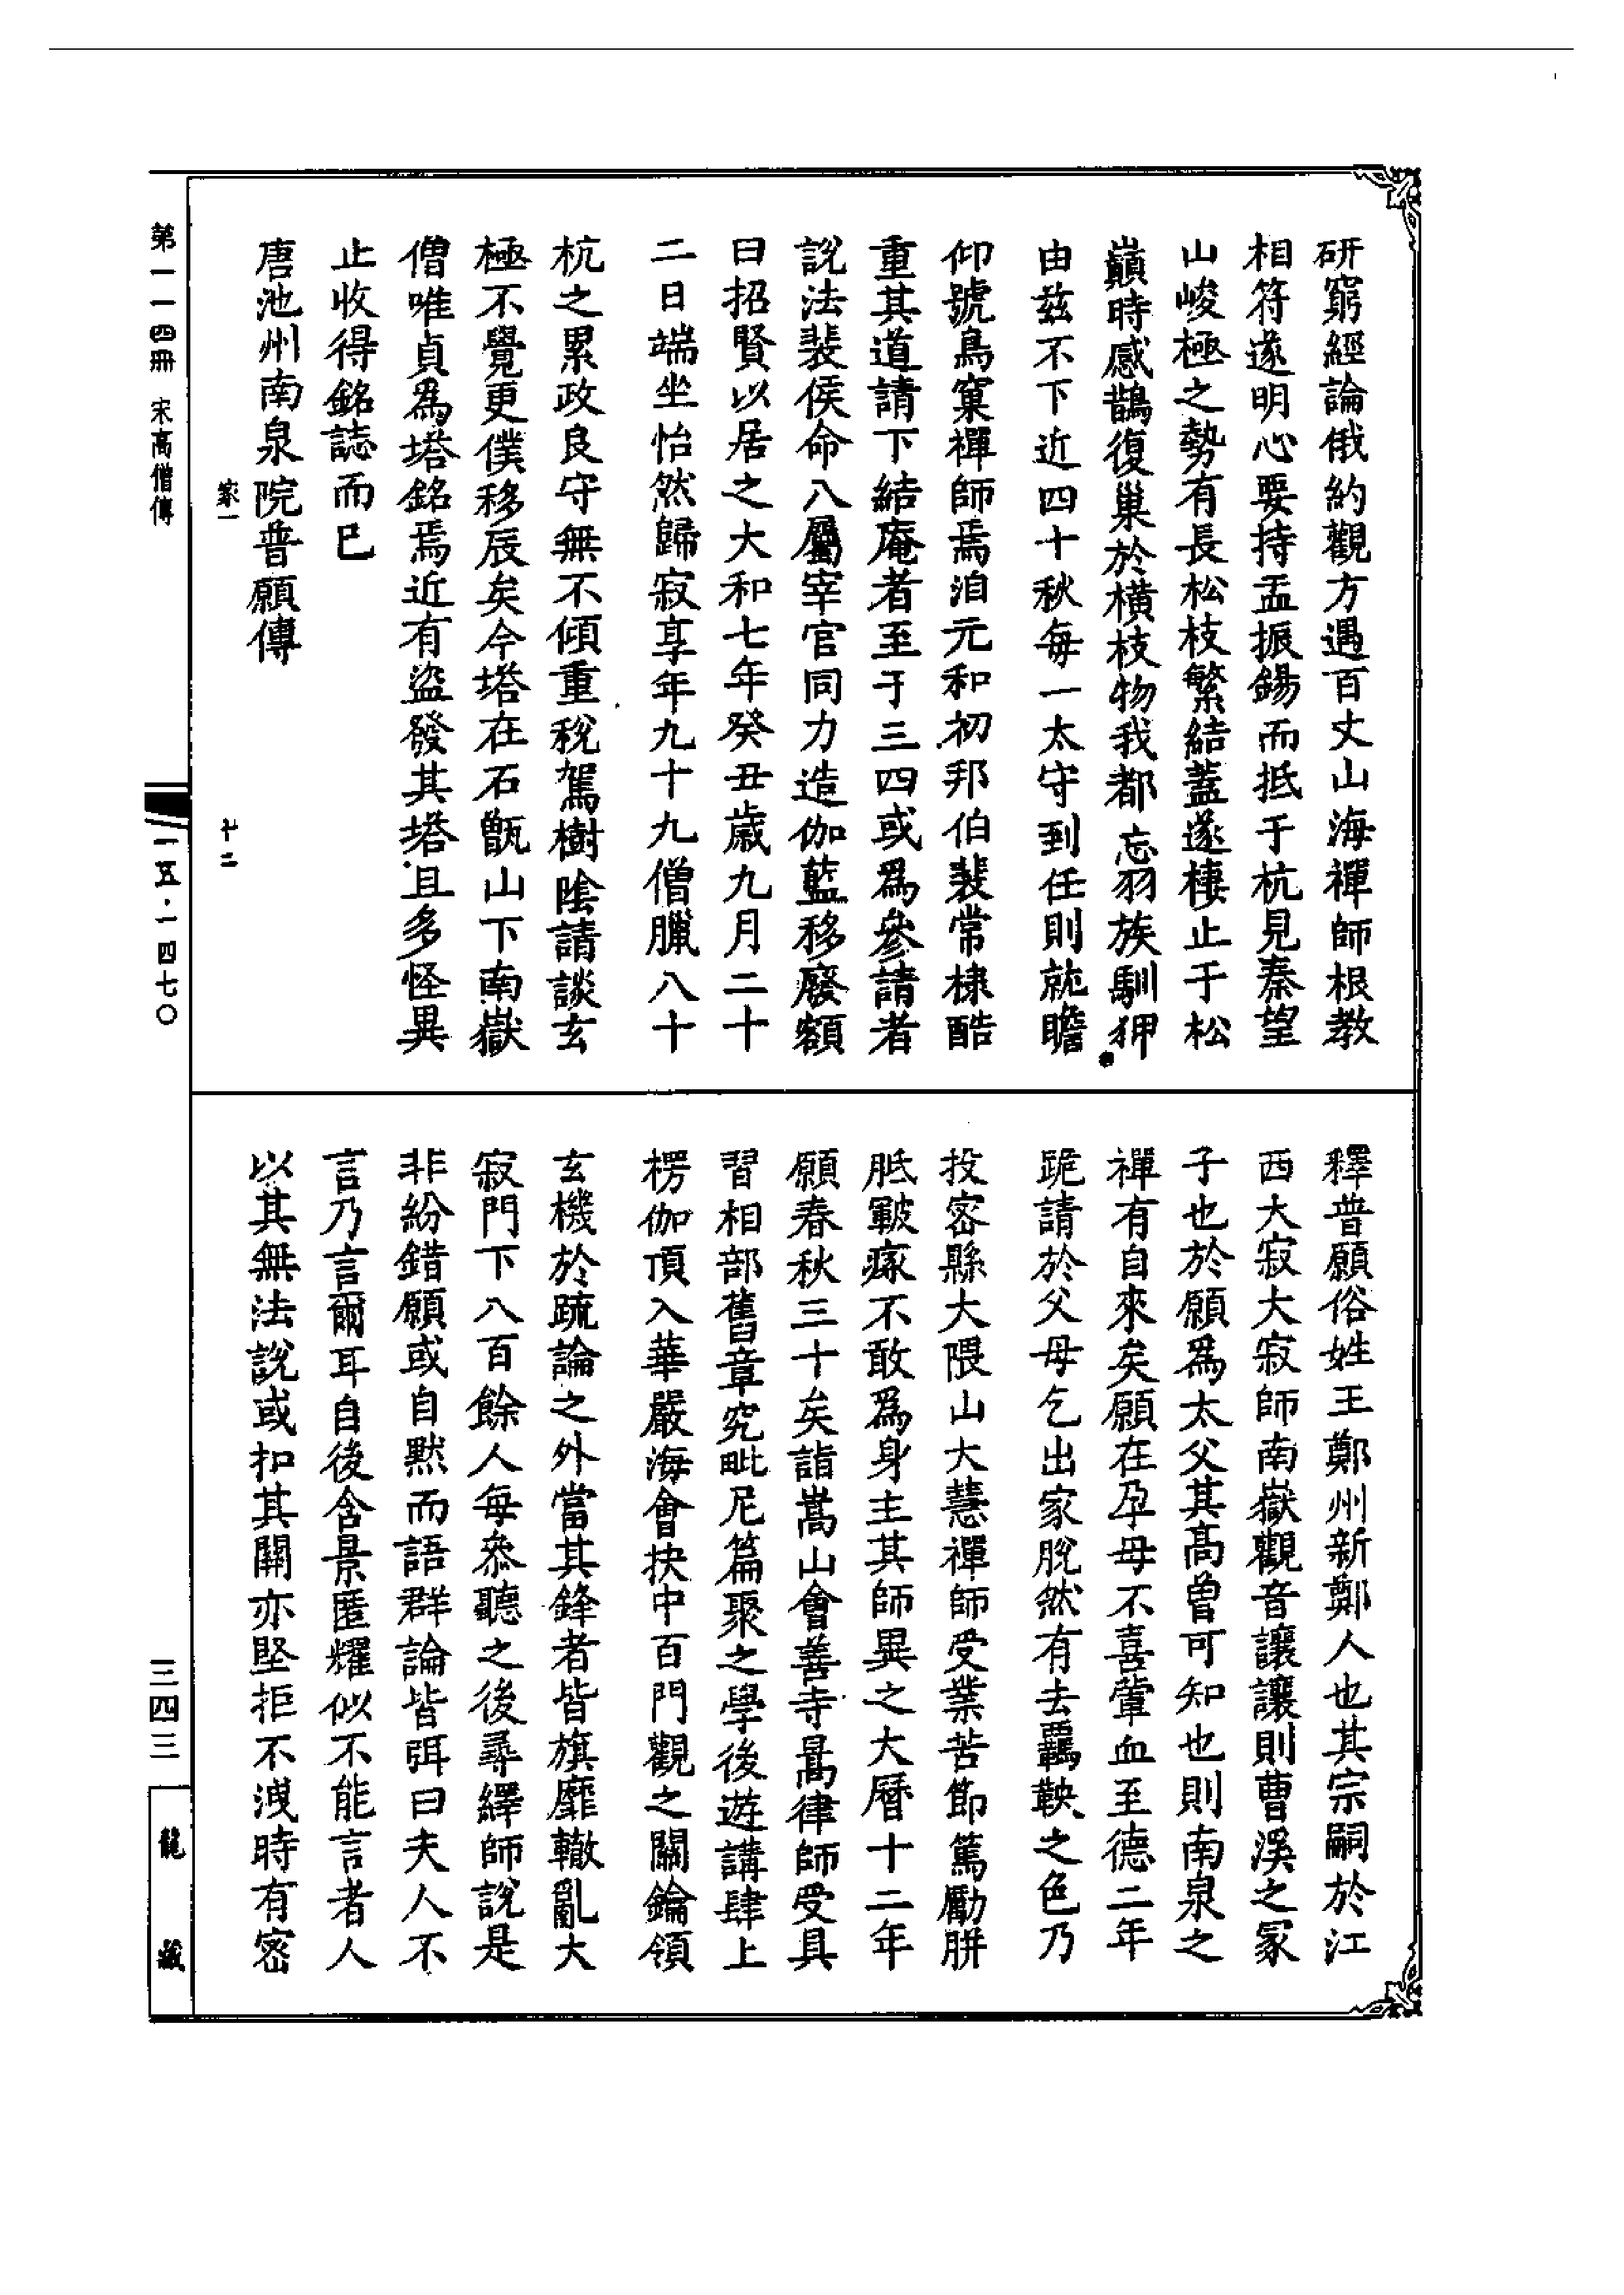 研窮經論俄約觀方遇百丈山海禪師根教
相符遂明心要持盂振錫而抵于杭見秦望
山峻極之勢有長松枝繁結蓋遂棲止于松
巔時感鵲復巢於橫枝物我都忘羽族馴狎
由茲不下近四十秋每一太守到任則就瞻
仰號鳥窠禪師焉洎元和初邦伯裴常棣酷
重其道請下結庵者至于三四或為參請者
說法裴侯命八屬宰官同力造伽藍移廢額
曰招賢以居之大和七年癸丑歲九月二十
二日端坐怡然歸寂享年九十九僧臘八十
杭之累政良守無不傾重稅駕樹陰請談玄
極不覺更僕移辰矣今塔在石甑山下南嶽
僧唯貞為塔銘焉近有盜發其塔且多怪異
止收得銘誌而已
唐池州南泉院普願傳
釋普願俗姓王鄭州新鄭人也其宗嗣於江
西大寂大寂師南嶽觀音讓讓則曹溪之冢
子也於願為太父其高曾可知也則南泉之
禪有自來矣願在孕母不喜葷血至德二年
跪請於父母乞出家脫然有去羈鞅之色乃
投密縣大隈山大慧禪師受業苦節篤勵胼
胝皸瘃不敢為身主其師異之大曆十二年
願春秋三十矣詣嵩山會善寺暠律師受具
習相部舊章究毗尼篇聚之學後遊講肆上
楞伽頂入華嚴海會抉中百門觀之關鑰領
玄機於疏論之外當其鋒者皆旗靡轍亂大
寂門下八百餘人每參聽之後尋繹師說是
非紛錯願或自默而語群論皆弭曰夫人不
言乃言爾耳自後含景匿耀似不能言者人
以其無法說或扣其關亦堅拒不洩時有密
家一
十二
第一一四冊 宋高僧傳
一五·一四七〇
三四三
龍藏